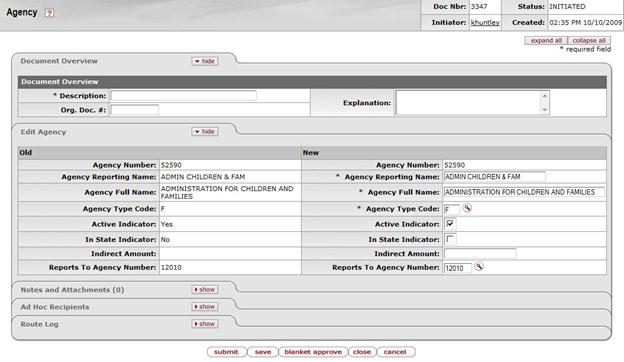 Agency ?
Doc Nbr: 3347 Status: INITIATED
Initiator: khuntley Created: 02:35 PM 10/10/2009
expand all collapse all
* required field
Document Overview hide
Document Overview
* Description: Explanation:
Org. Doc. #:
Edit Agency hide
Old New
Agency Number: 52590 Agency Number: 52590
Agency Reporting Name: ADMIN CHILDREN & FAM * Agency Reporting Name: ADMIN CHILDREN & FAM
Agency Full Name: ADMINISTRATION FOR CHILDREN AND FAMILIES * Agency Full Name: ADMINISTRATION FOR CHILDREN AND FAMILIES
Agency Type Code: F * Agency Type Code: F
Active Indicator: Yes Active Indicator:
In State Indicator: No In State Indicator:
Indirect Amount: Indirect Amount:
Reports To Agency Number: 12010 Reports To Agency Number: 12010
Notes and Attachments (0) show
Ad Hoc Recipients show
Route Log show
submit save blanket approve close cancel